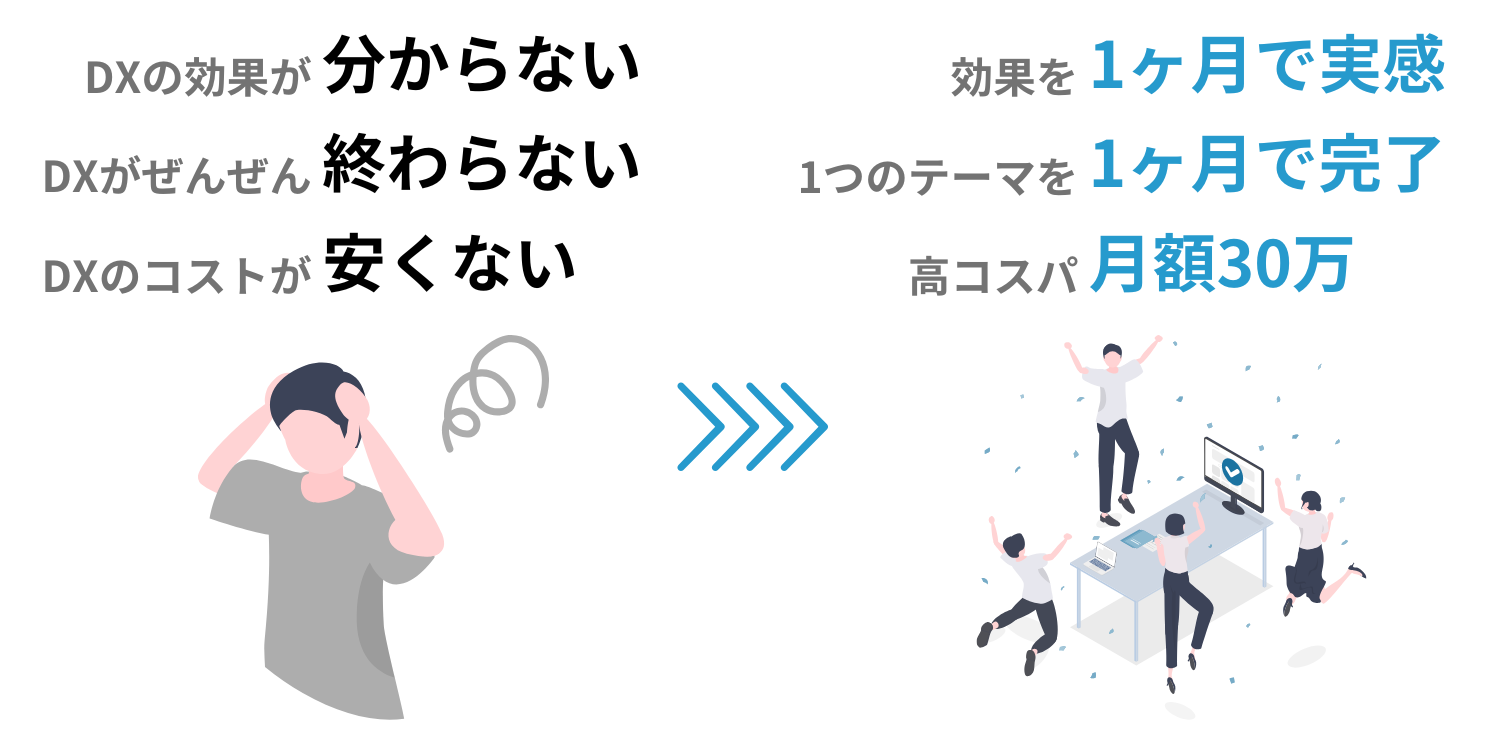 DXの効果が 分からない
DXがぜんぜん 終わらない
DXのコストが 安くない
効果を 1ヶ月で実感
1つのテーマを 1ヶ月で完了
高コスパ 月額30万